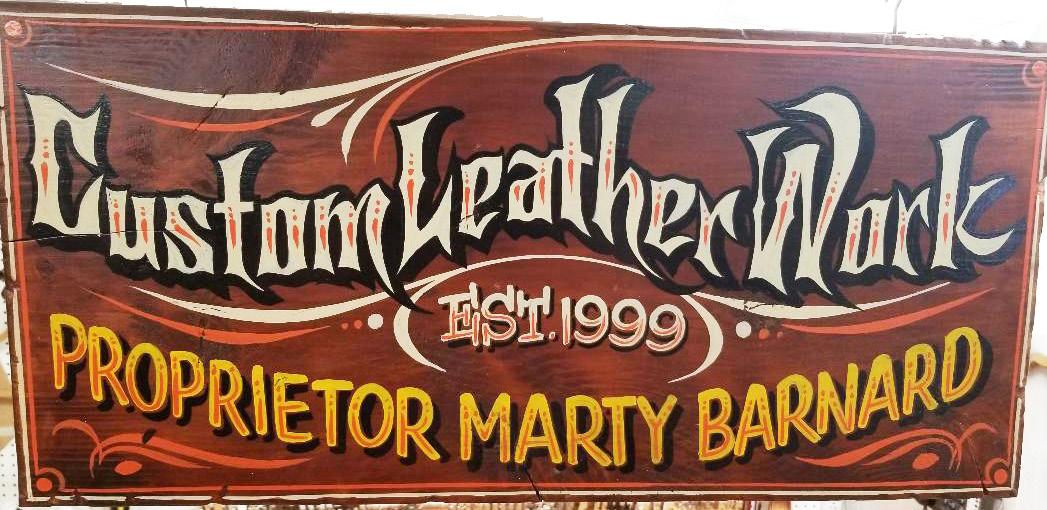 Custom Leather Work
EST. 1999
PROPRIETOR MARTY BARNARD